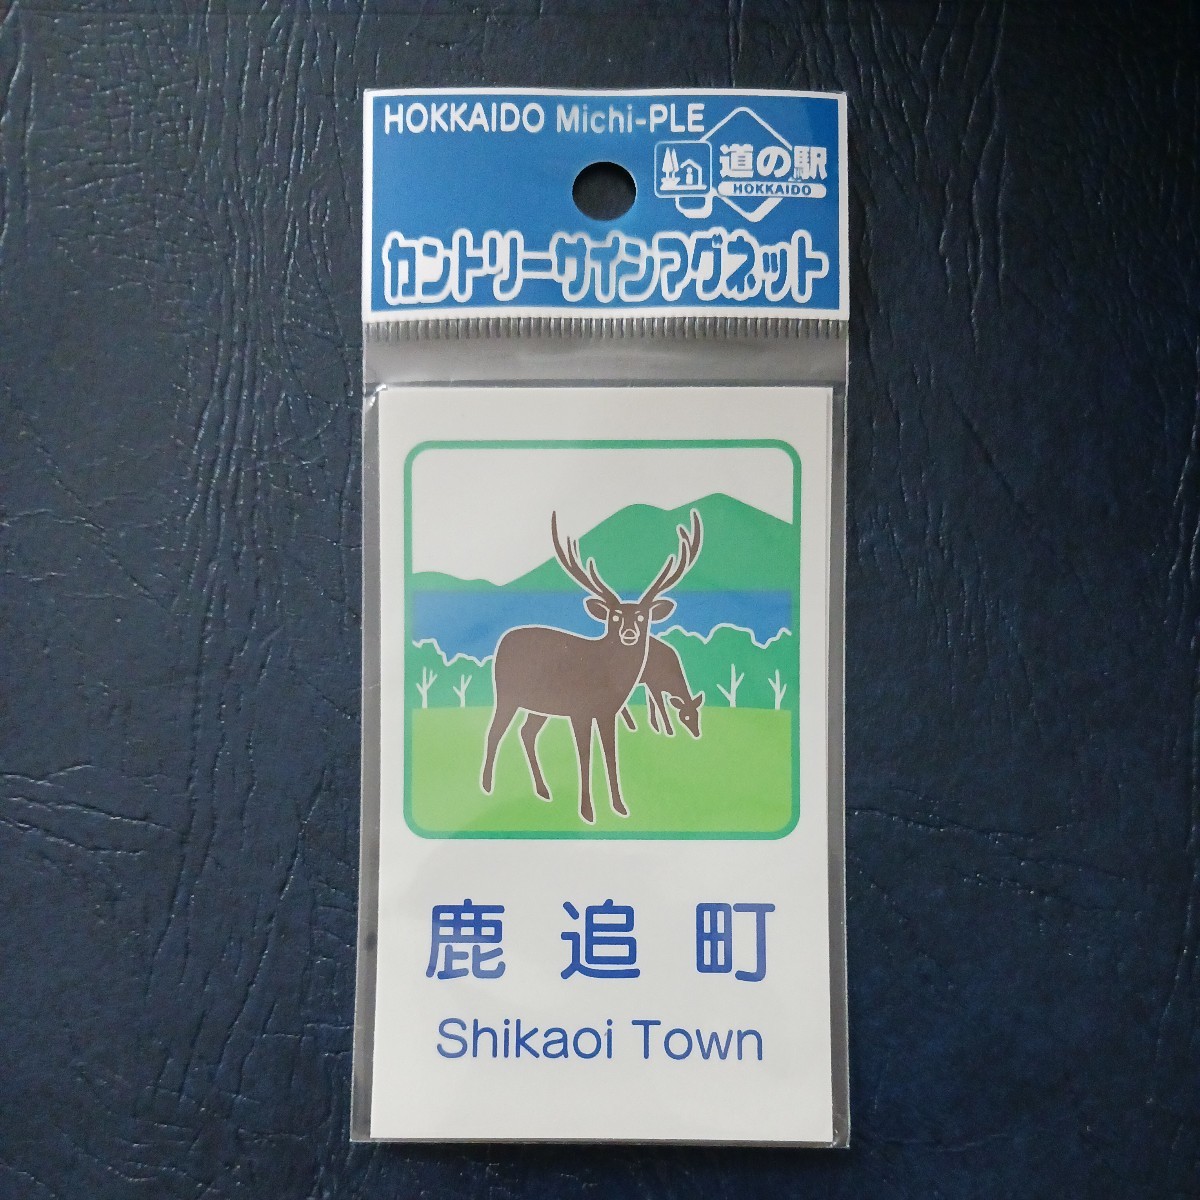 HOKKAIDO Michi-PLE
道の駅
HOKKAIDO
カントリーサインマグネット
鹿追町
Shikaoi Town